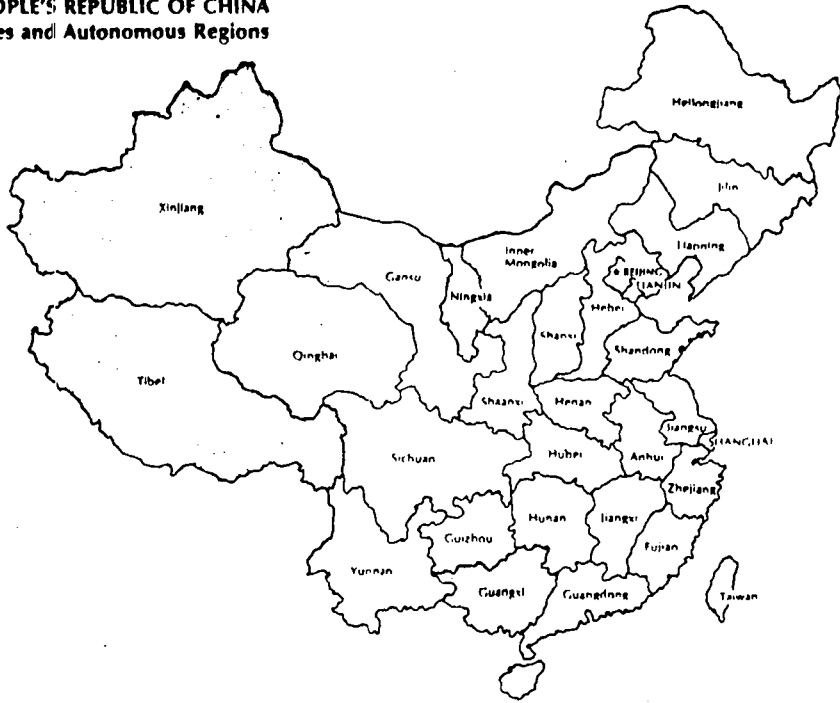 PEOPLE'S REPUBLIC OF CHINA
and Autonomous Regions
Heilongjiang
Jilin
Xinjiang
Liaoning
Inner
Mongolia
Gansu
BEIJING
TIANJIN
Ningxia
Hebei
Shanxi
Shandong
Qinghai
Tibet
Shaanxi
Henan
Jiangsu
SHANGHAI
Sichuan
Hubei
Anhui
Zhejiang
Hunan
Jiangxi
Guizhou
Fujian
Yunnan
Guangxi
Guangdong
Taiwan